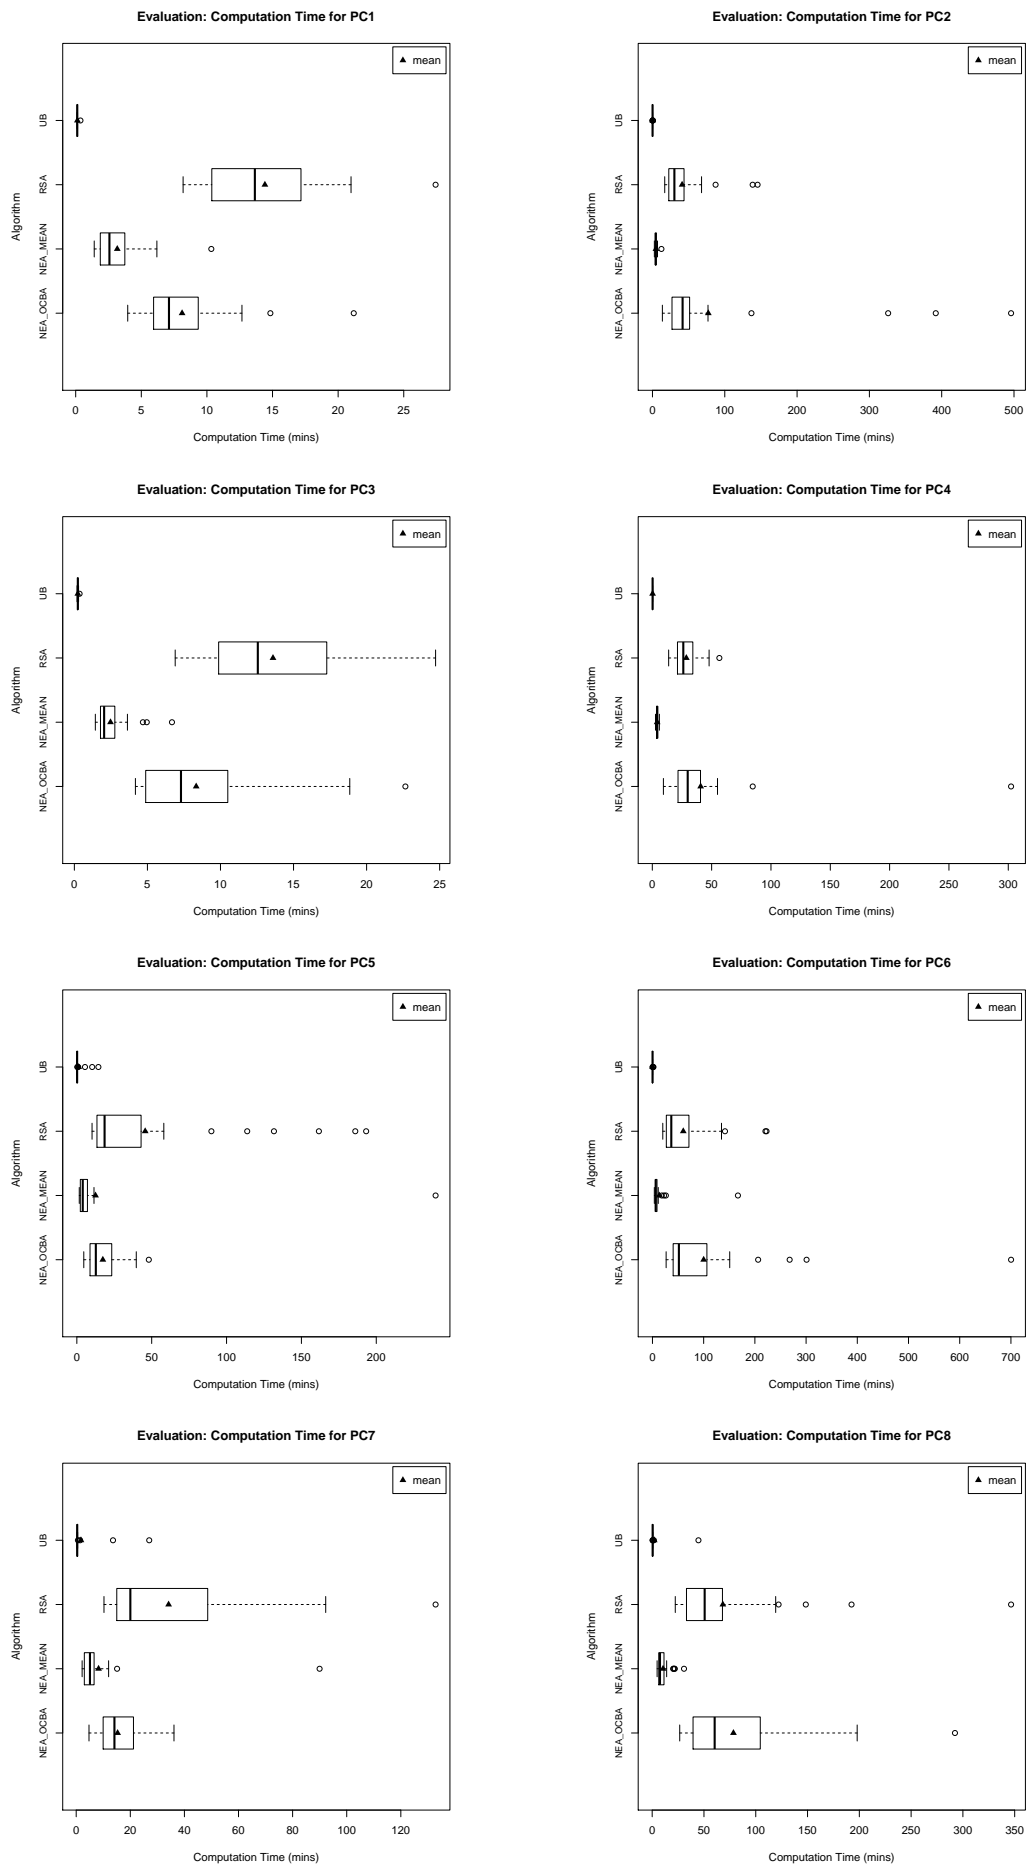 Evaluation: Computation Time for PC1
mean
UB
RSA
NEA_MEAN
NEA_OCBA
Algorithm
0 5 10 15 20 25
Computation Time (mins)
Evaluation: Computation Time for PC2
mean
UB
RSA
NEA_MEAN
NEA_OCBA
Algorithm
0 100 200 300 400 500
Computation Time (mins)
Evaluation: Computation Time for PC3
mean
UB
RSA
NEA_MEAN
NEA_OCBA
Algorithm
0 5 10 15 20 25
Computation Time (mins)
Evaluation: Computation Time for PC4
mean
UB
RSA
NEA_MEAN
NEA_OCBA
Algorithm
0 50 100 150 200 250 300
Computation Time (mins)
Evaluation: Computation Time for PC5
mean
UB
RSA
NEA_MEAN
NEA_OCBA
Algorithm
0 50 100 150 200
Computation Time (mins)
Evaluation: Computation Time for PC6
mean
UB
RSA
NEA_MEAN
NEA_OCBA
Algorithm
0 100 200 300 400 500 600 700
Computation Time (mins)
Evaluation: Computation Time for PC7
mean
UB
RSA
NEA_MEAN
NEA_OCBA
Algorithm
0 20 40 60 80 100 120
Computation Time (mins)
Evaluation: Computation Time for PC8
mean
UB
RSA
NEA_MEAN
NEA_OCBA
Algorithm
0 50 100 150 200 250 300 350
Computation Time (mins)